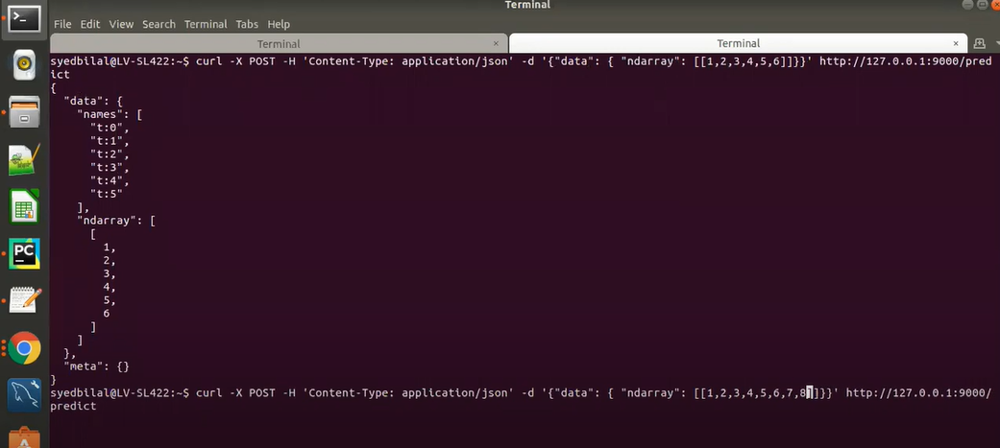 Terminal
File Edit View Search Terminal Tabs Help
Terminal × Terminal ×
syedbilal@LV-SL422:~$ curl -X POST -H 'Content-Type: application/json' -d '{"data": { "ndarray": [[1,2,3,4,5,6]]}}' http://127.0.0.1:9000/pred
ict
{
"data": {
"names": [
"t:0",
"t:1",
"t:2",
"t:3",
"t:4",
"t:5"
],
"ndarray": [
[
1,
2,
3,
4,
5,
6
]
]
},
"meta": {}
}
syedbilal@LV-SL422:~$ curl -X POST -H 'Content-Type: application/json' -d '{"data": { "ndarray": [[1,2,3,4,5,6,7,8]]}}' http://127.0.0.1:9000/
predict
PC